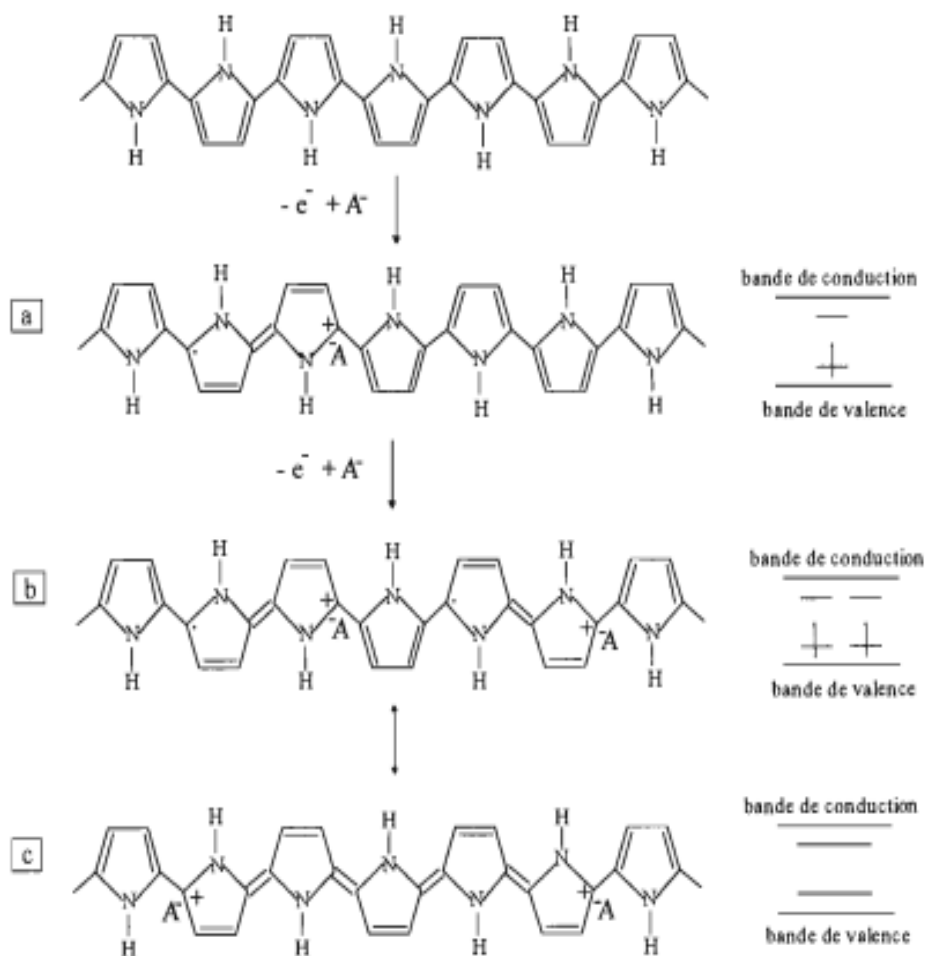 H H H
N N N N N N N
H H H H
- e⁻ + A⁻
H H H
bande de conduction
a
N N + N N N N N
⁻A
H H H H
bande de valence
- e⁻ + A⁻
H H H
bande de conduction
b
N N + N N N N + N
⁻A ⁻A
H H H H
bande de valence
H H H
bande de conduction
c
N + N N N N N + N
A⁻ ⁻A
H H H H
bande de valence